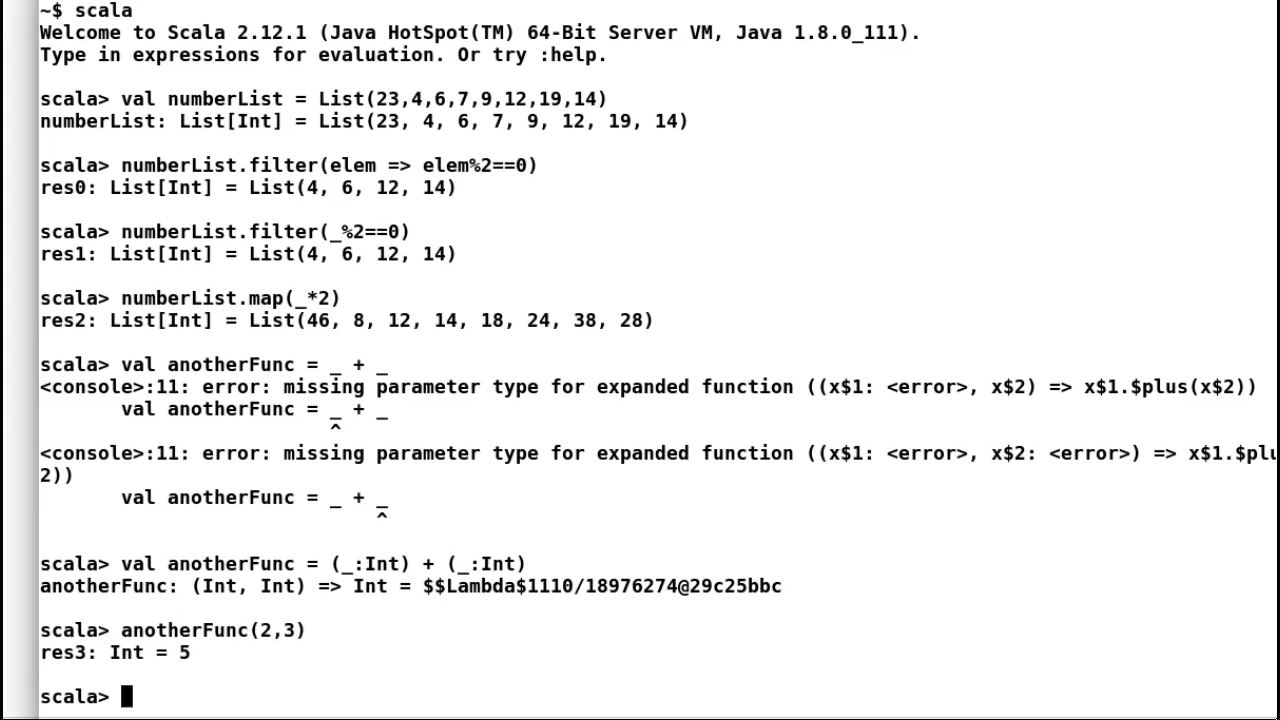 ~$ scala
Welcome to Scala 2.12.1 (Java HotSpot(TM) 64-Bit Server VM, Java 1.8.0_111).
Type in expressions for evaluation. Or try :help.
scala> val numberList = List(23,4,6,7,9,12,19,14)
numberList: List[Int] = List(23, 4, 6, 7, 9, 12, 19, 14)
scala> numberList.filter(elem => elem%2==0)
res0: List[Int] = List(4, 6, 12, 14)
scala> numberList.filter(_%2==0)
res1: List[Int] = List(4, 6, 12, 14)
scala> numberList.map(_*2)
res2: List[Int] = List(46, 8, 12, 14, 18, 24, 38, 28)
scala> val anotherFunc = _ + _
<console>:11: error: missing parameter type for expanded function ((x$1: <error>, x$2) => x$1.$plus(x$2))
       val anotherFunc = _ + _
                         ^
<console>:11: error: missing parameter type for expanded function ((x$1: <error>, x$2: <error>) => x$1.$plu
2))
       val anotherFunc = _ + _
                             ^
scala> val anotherFunc = (_:Int) + (_:Int)
anotherFunc: (Int, Int) => Int = $$Lambda$1110/18976274@29c25bbc
scala> anotherFunc(2,3)
res3: Int = 5
scala>